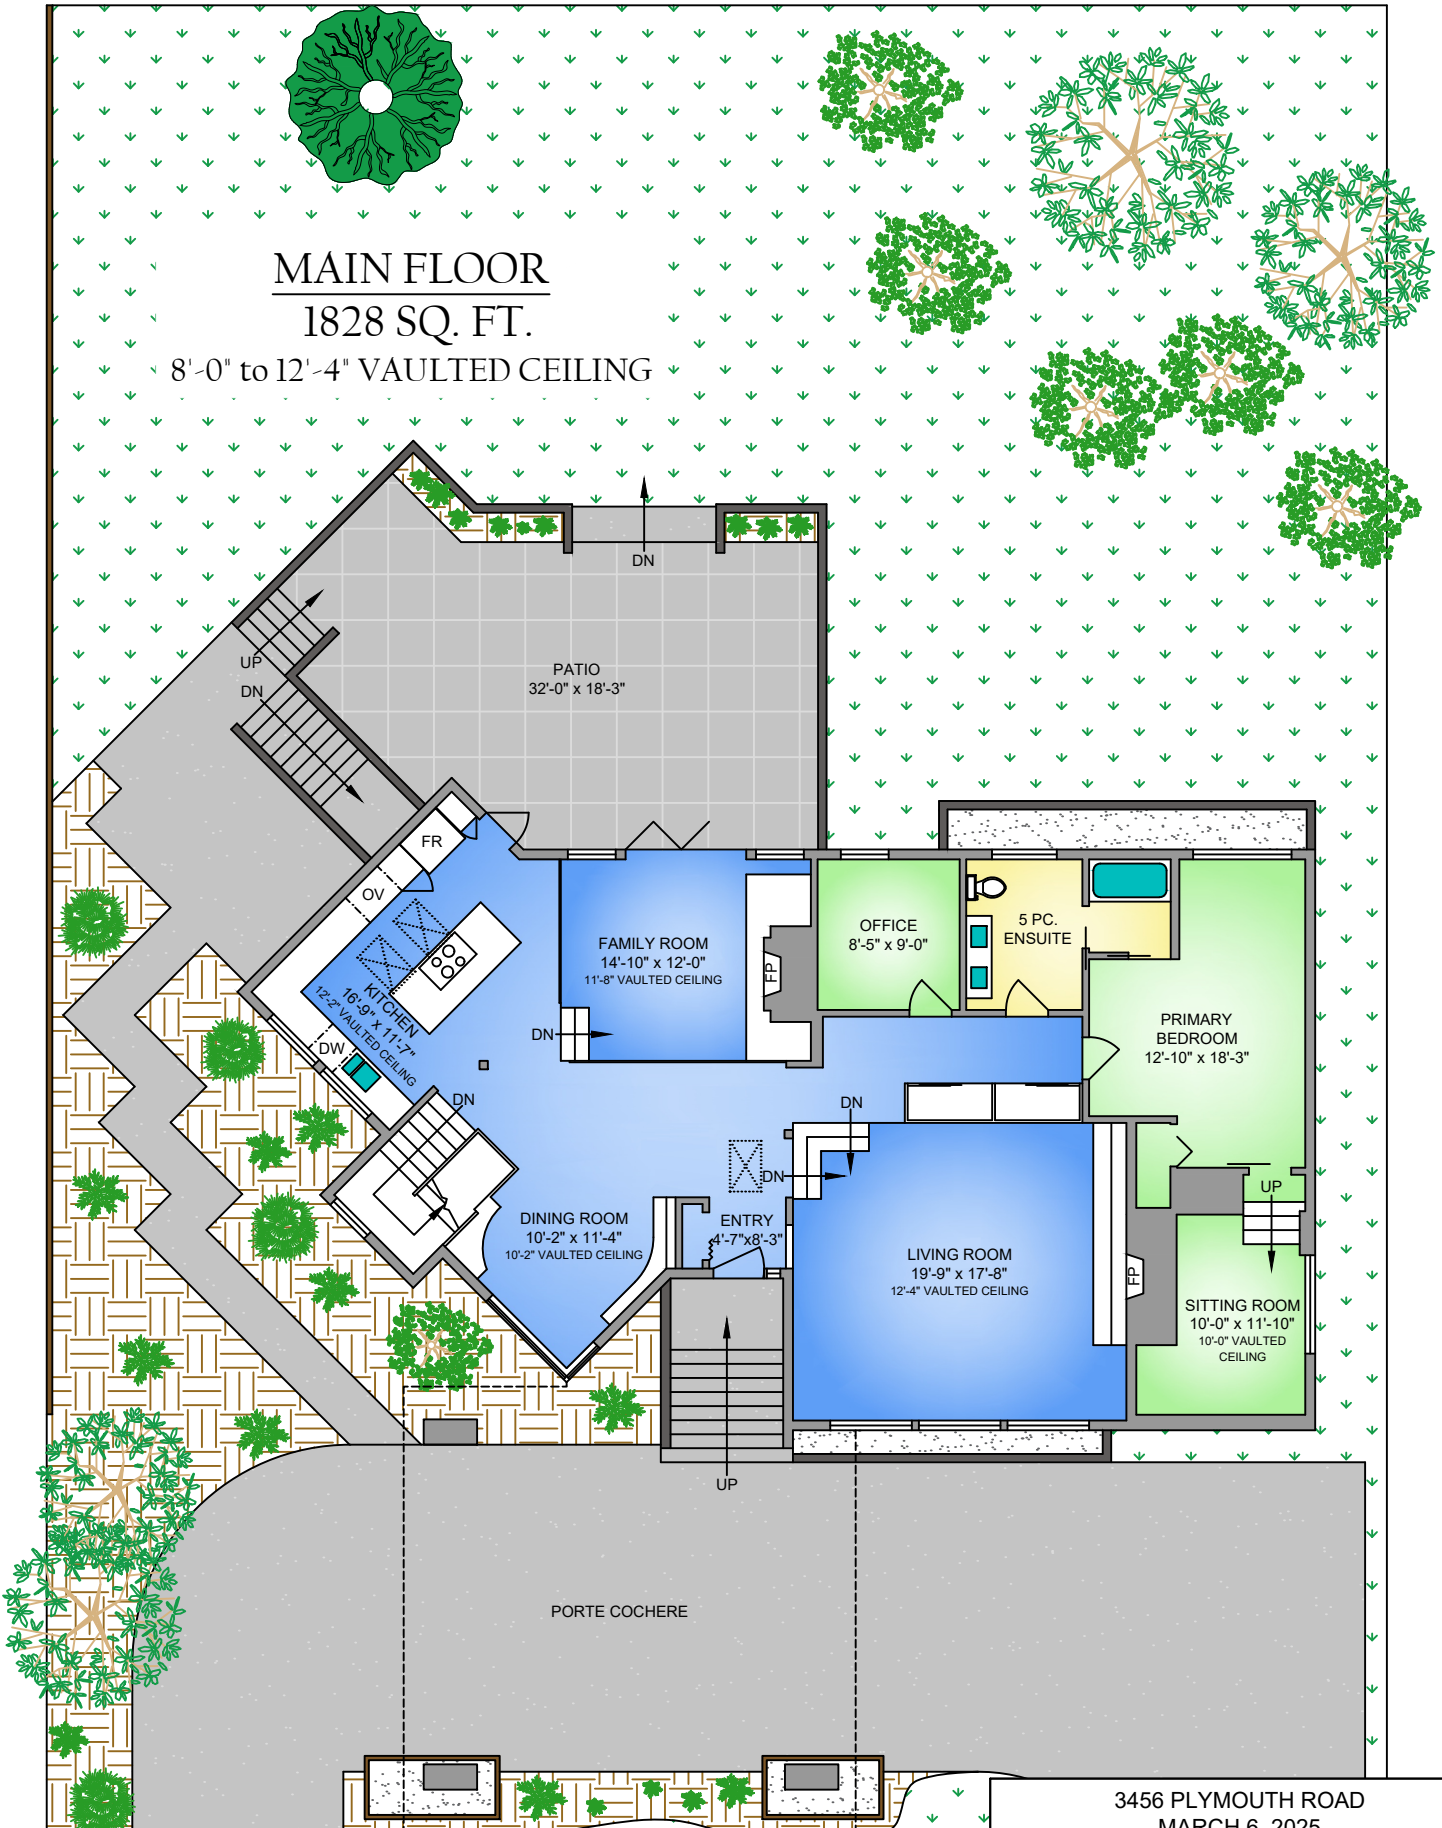 MAIN FLOOR
1828 SQ. FT.
8'-0" to 12'-4" VAULTED CEILING
DN
UP
DN
PATIO
32'-0" x 18'-3"
FR
OV
FAMILY ROOM
14'-10" x 12'-0"
11'-8" VAULTED CEILING
FP
OFFICE
8'-5" x 9'-0"
5 PC.
ENSUITE
KITCHEN
16'-9" x 11'-7"
12'-2" VAULTED CEILING
DW
DN
DN
PRIMARY
BEDROOM
12'-10" x 18'-3"
DN
DN
UP
DINING ROOM
10'-2" x 11'-4"
10'-2" VAULTED CEILING
ENTRY
4'-7"x8'-3"
LIVING ROOM
19'-9" x 17'-8"
12'-4" VAULTED CEILING
FP
SITTING ROOM
10'-0" x 11'-10"
10'-0" VAULTED
CEILING
UP
PORTE COCHERE
3456 PLYMOUTH ROAD
MARCH 6, 2025